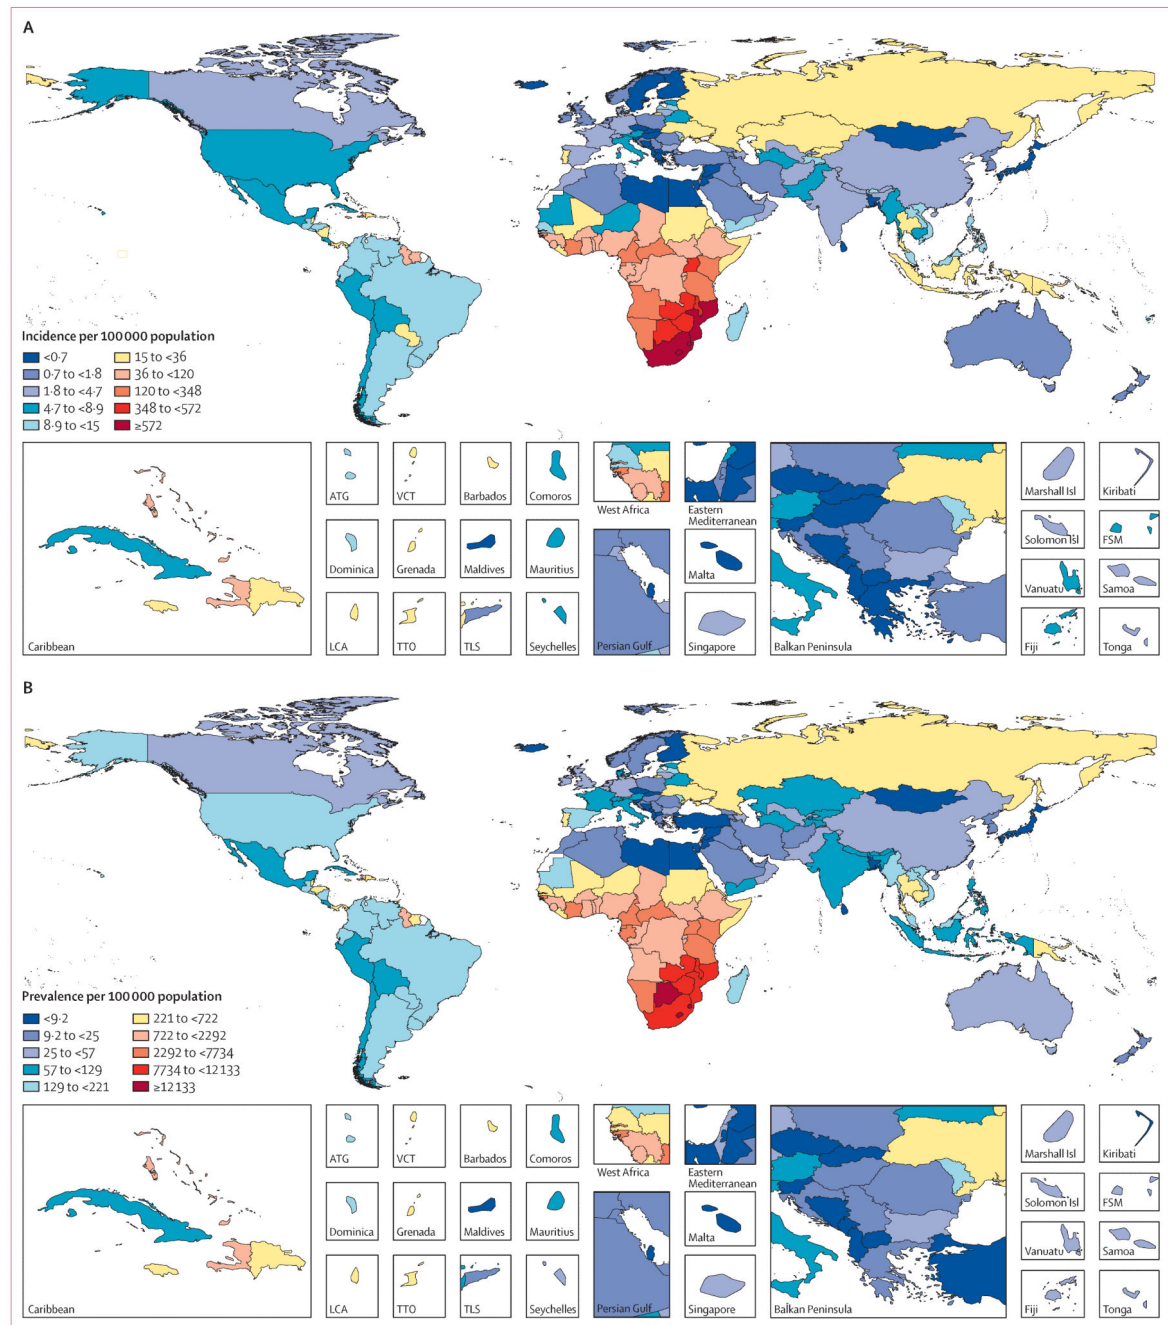 A
Incidence per 100 000 population
<0·7
0·7 to <1·8
1·8 to <4·7
4·7 to <8·9
8·9 to <15
15 to <36
36 to <120
120 to <348
348 to <572
≥572
Caribbean
ATG
VCT
Barbados
Comoros
Dominica
Grenada
Maldives
Mauritius
LCA
TTO
TLS
Seychelles
West Africa
Eastern
Mediterranean
Persian Gulf
Malta
Singapore
Balkan Peninsula
Marshall Isl
Kiribati
Solomon Isl
FSM
Vanuatu
Samoa
Fiji
Tonga
B
Prevalence per 100 000 population
<9·2
9·2 to <25
25 to <57
57 to <129
129 to <221
221 to <722
722 to <2292
2292 to <7734
7734 to <12 133
≥12 133
Caribbean
ATG
VCT
Barbados
Comoros
Dominica
Grenada
Maldives
Mauritius
LCA
TTO
TLS
Seychelles
West Africa
Eastern
Mediterranean
Persian Gulf
Malta
Singapore
Balkan Peninsula
Marshall Isl
Kiribati
Solomon Isl
FSM
Vanuatu
Samoa
Fiji
Tonga